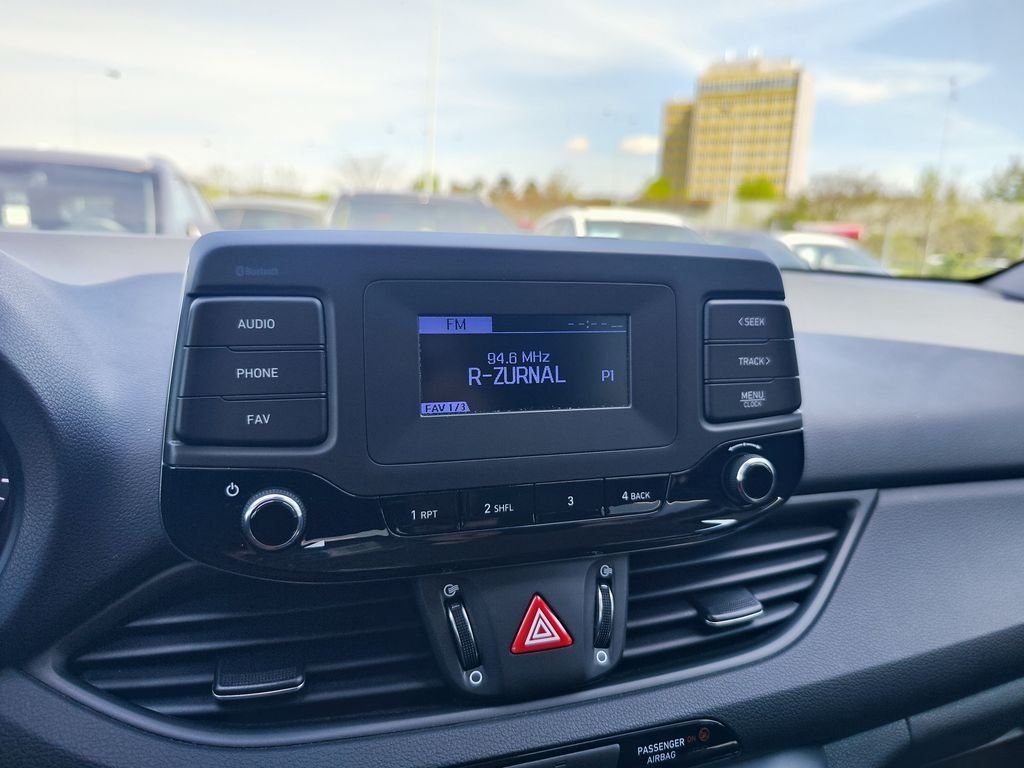 Bluetooth
AUDIO
PHONE
FAV
FM
--:-- --
94.6 MHz
R-ZURNAL
P1
FAV 1/3
<SEEK
TRACK>
MENU
CLOCK
1 RPT
2 SHFL
3
4 BACK
PASSENGER ON
AIRBAG